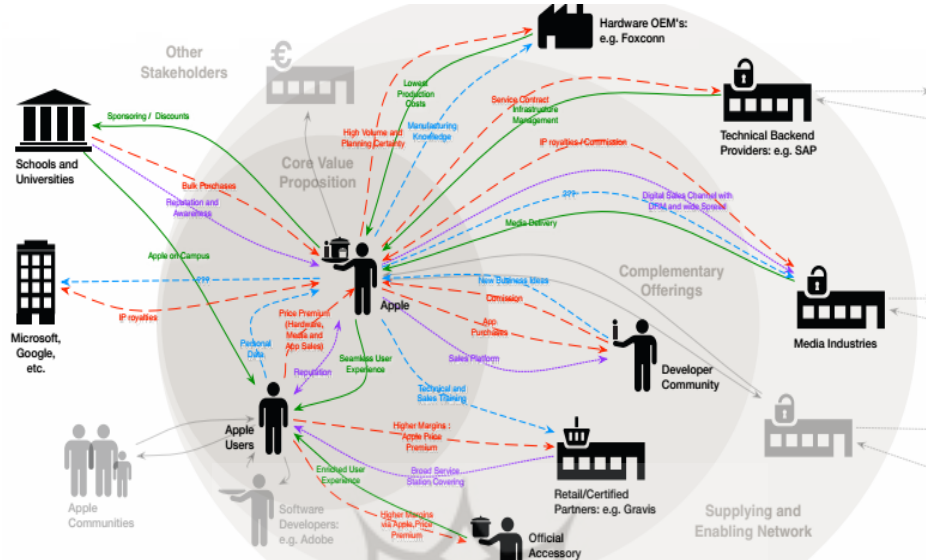 Hardware OEM's:
e.g. Foxconn
Other
Stakeholders
€
Lowest
Production
Costs
Service Contract
Infrastructure
Management
Technical Backend
Providers: e.g. SAP
Sponsoring / Discounts
Manufacturing
Knowledge
High Volume and
Planning Certainty
IP royalties / Commission
Schools and
Universities
Core Value
Proposition
Bulk Purchases
Reputation and
Awareness
???
Digital Sales Channel with
DRM and wide Spread
Media Delivery
Apple on Campus
???
New Business Ideas
Complementary
Offerings
Comission
Apple
IP royalties
Price Premium
(Hardware,
Media and
App Sales)
App
Purchases
Microsoft,
Google,
etc.
Media Industries
Personal
Data
Seamless User
Experience
Sales Platform
Reputation
Developer
Community
Technical and
Sales Training
Apple
Users
Higher Margins :
Apple Price
Premium
Enriched User
Experience
Broad Service
Station Covering
Retail/Certified
Partners: e.g. Gravis
Apple
Communities
Software
Developers:
e.g. Adobe
Higher Margins
via Apple Price
Premium
Supplying and
Enabling Network
Official
Accessory